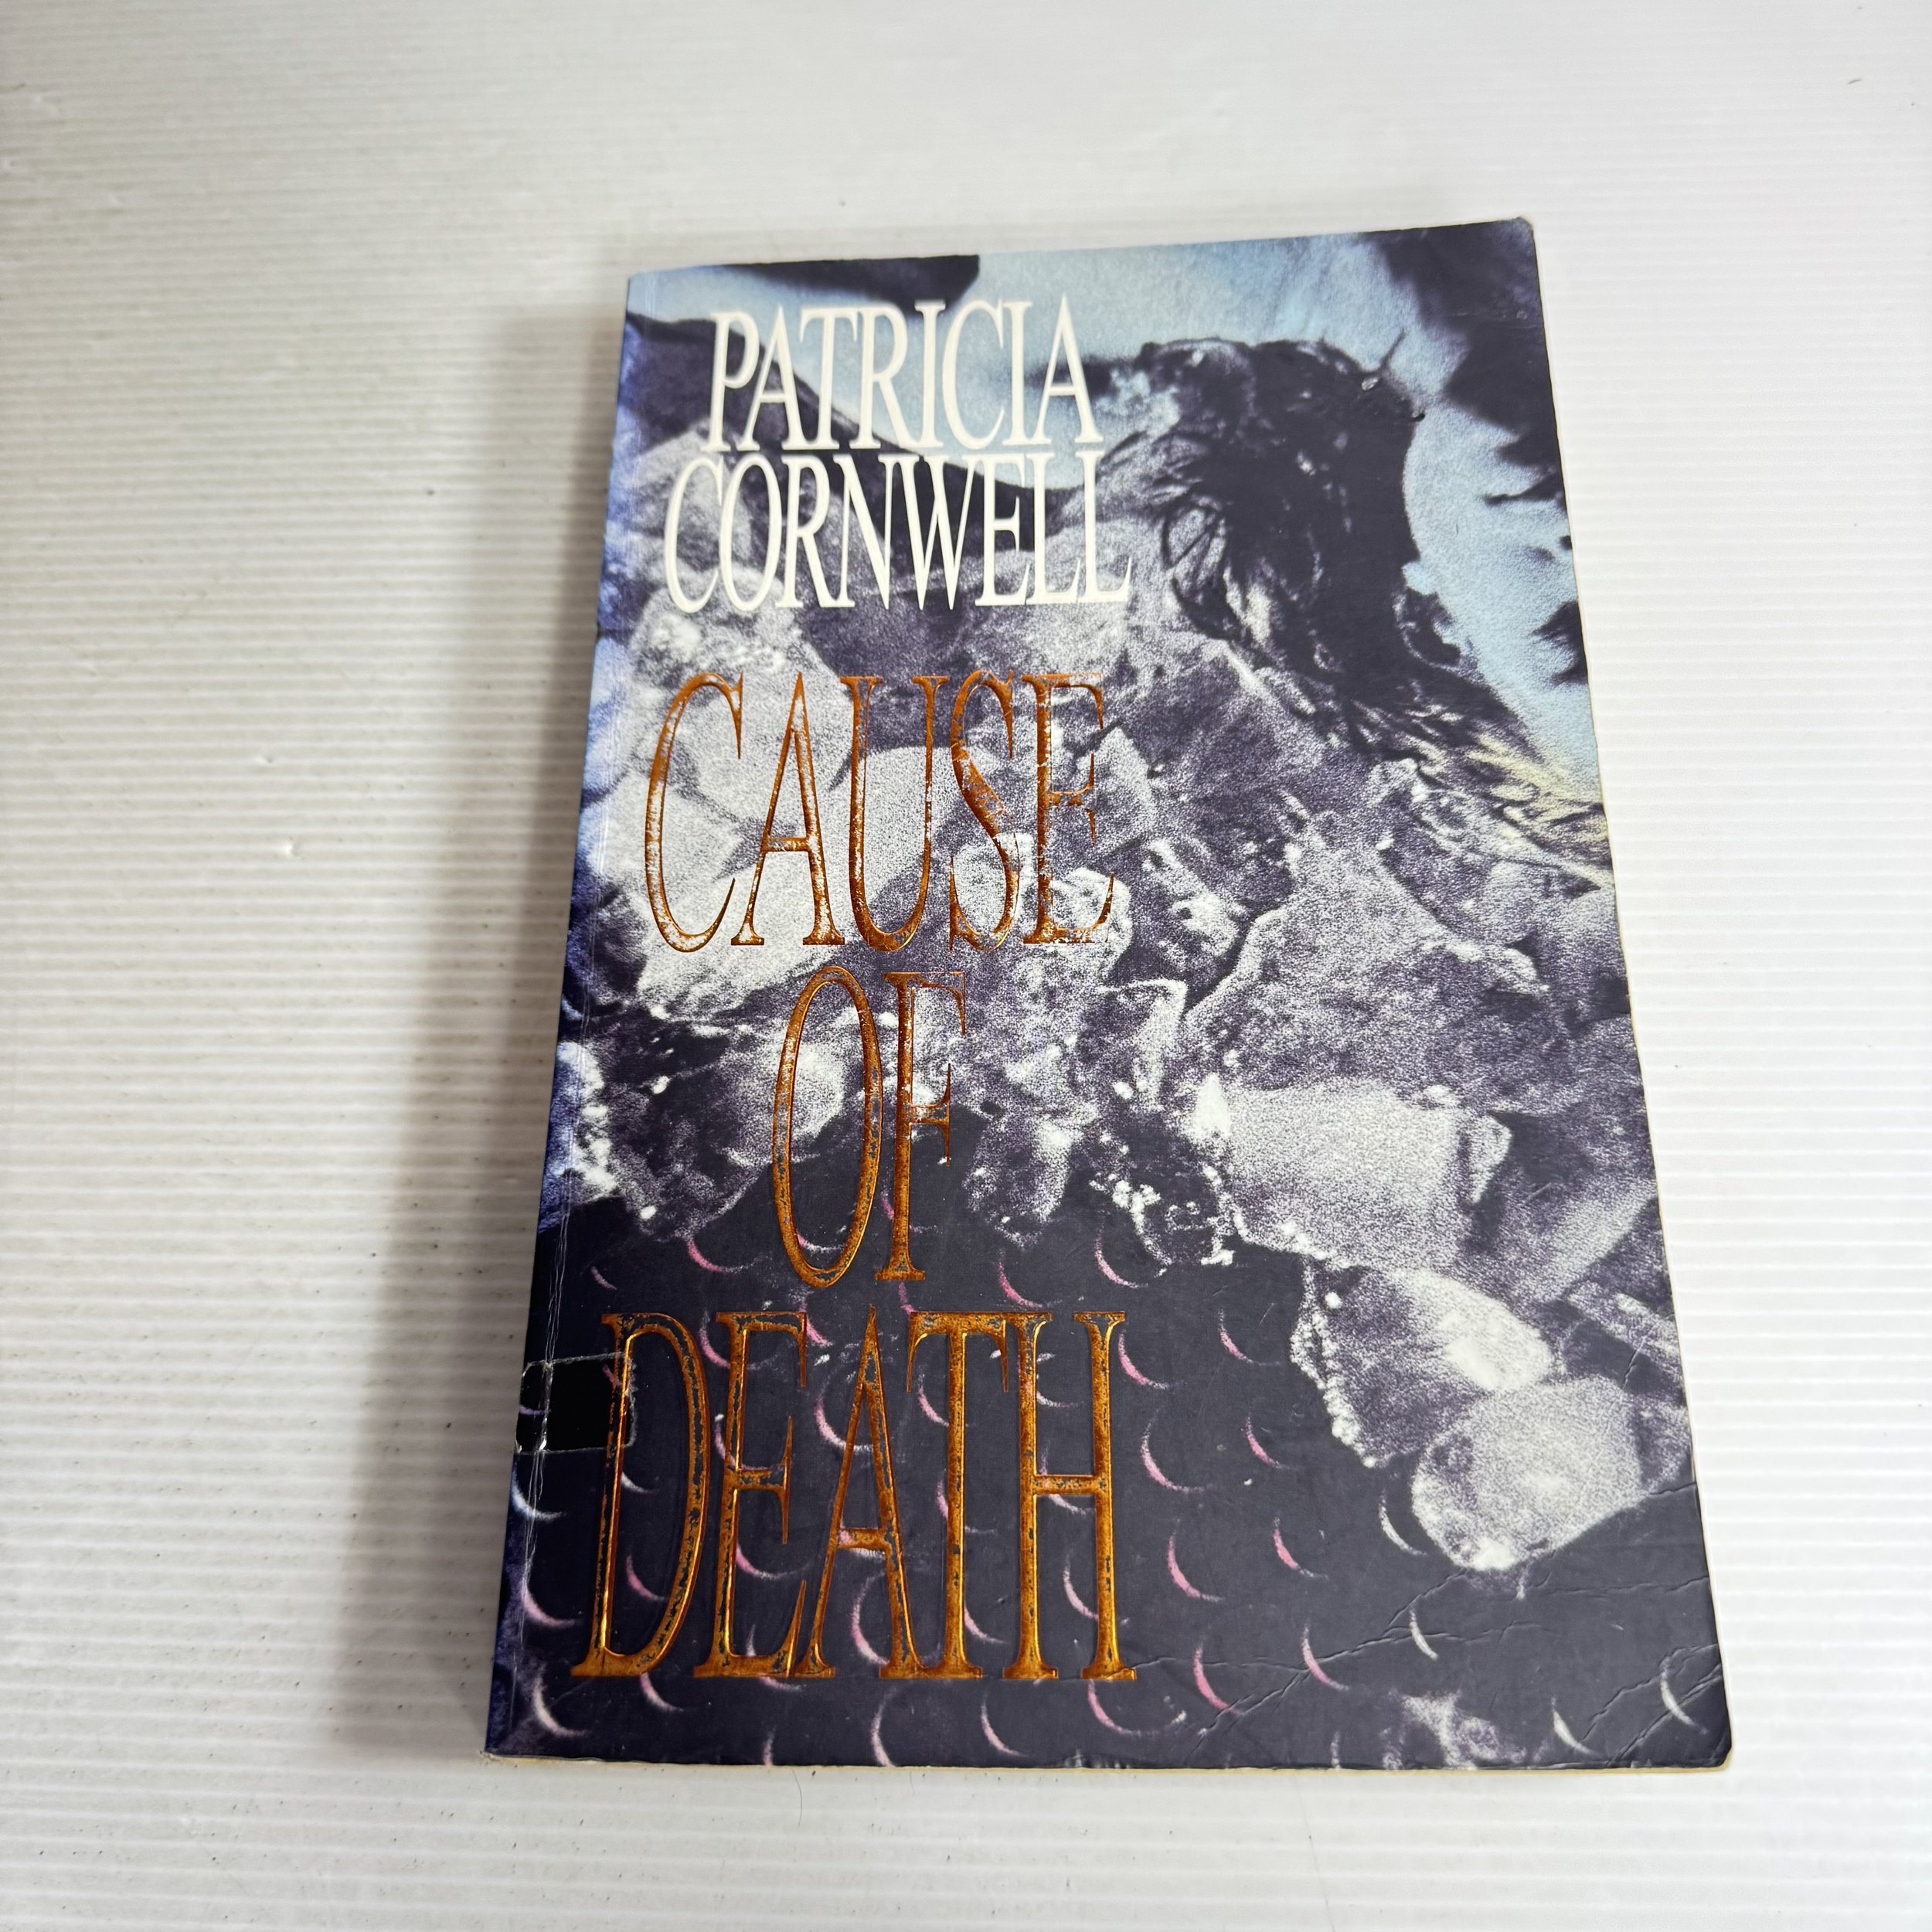 PATRICIA
CORNWELL
CAUSE
OF
DEATH